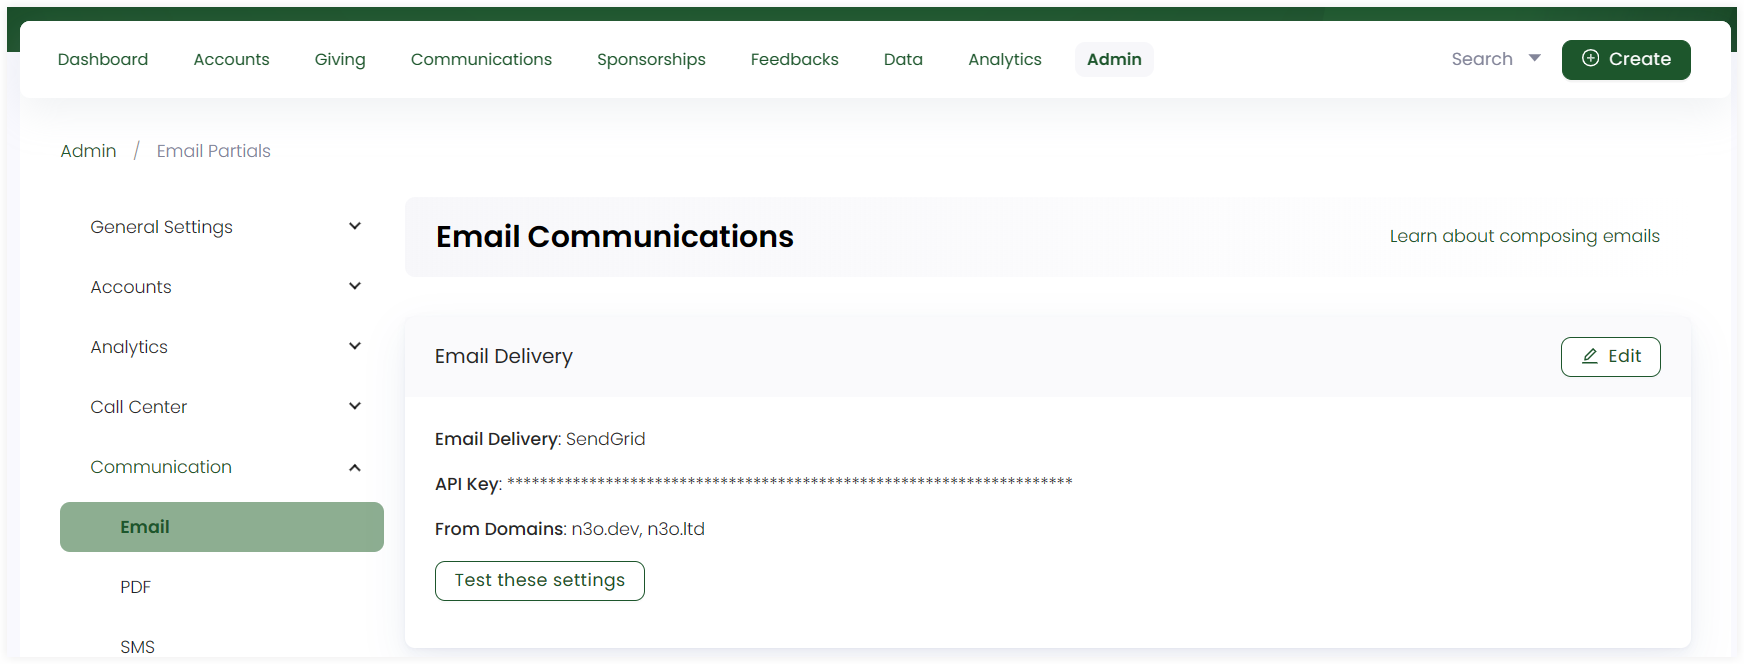 Dashboard Accounts Giving Communications Sponsorships Feedbacks Data Analytics Admin Search Create
Admin / Email Partials
General Settings
Accounts
Analytics
Call Center
Communication
Email
PDF
SMS
Email Communications
Learn about composing emails
Email Delivery
Edit
Email Delivery: SendGrid
API Key: *********************************************************************
From Domains: n3o.dev, n3o.ltd
Test these settings